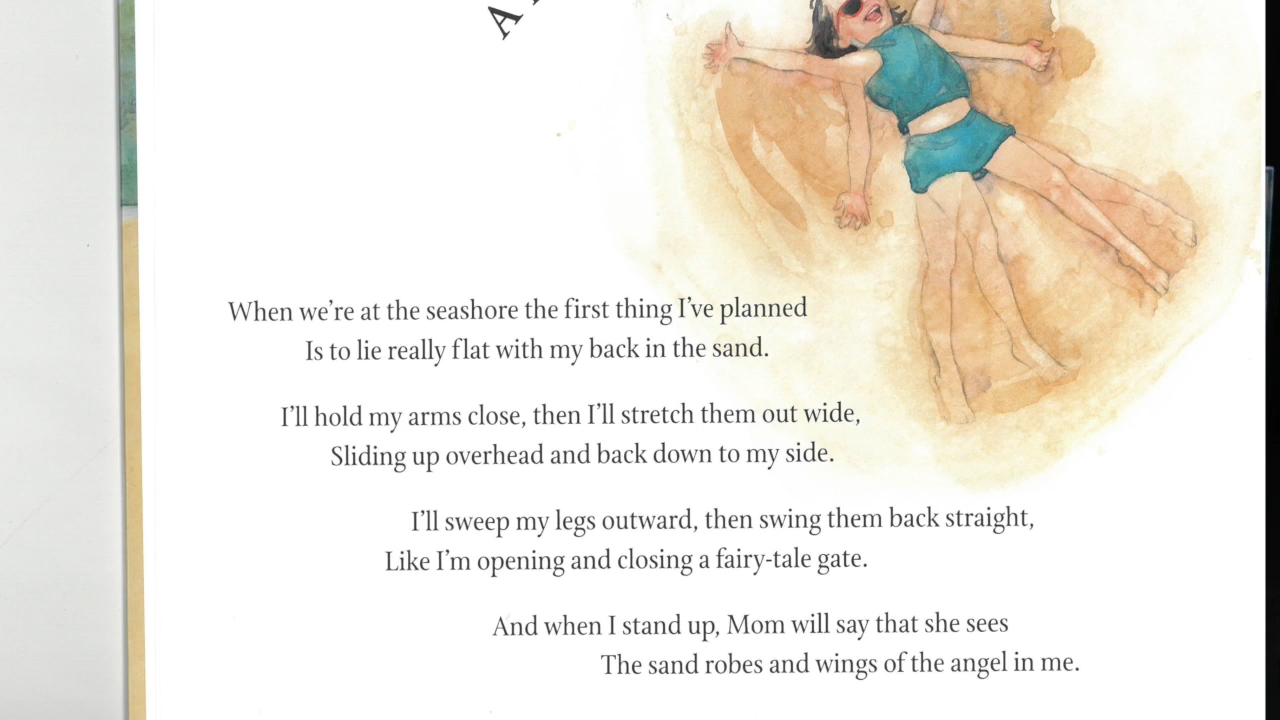 A
When we're at the seashore the first thing I've planned
Is to lie really flat with my back in the sand.
I'll hold my arms close, then I'll stretch them out wide,
Sliding up overhead and back down to my side.
I'll sweep my legs outward, then swing them back straight,
Like I'm opening and closing a fairy-tale gate.
And when I stand up, Mom will say that she sees
The sand robes and wings of the angel in me.